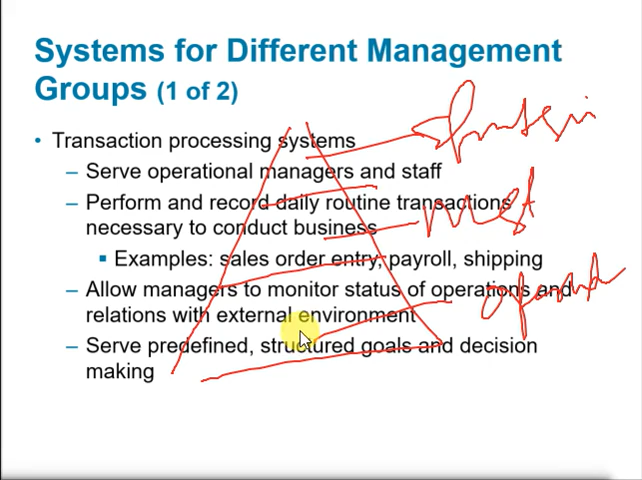 Systems for Different Management
Groups (1 of 2)
• Transaction processing systems
– Serve operational managers and staff
– Perform and record daily routine transactions
necessary to conduct business
▪ Examples: sales order entry, payroll, shipping
– Allow managers to monitor status of operations and
relations with external environment
– Serve predefined, structured goals and decision
making